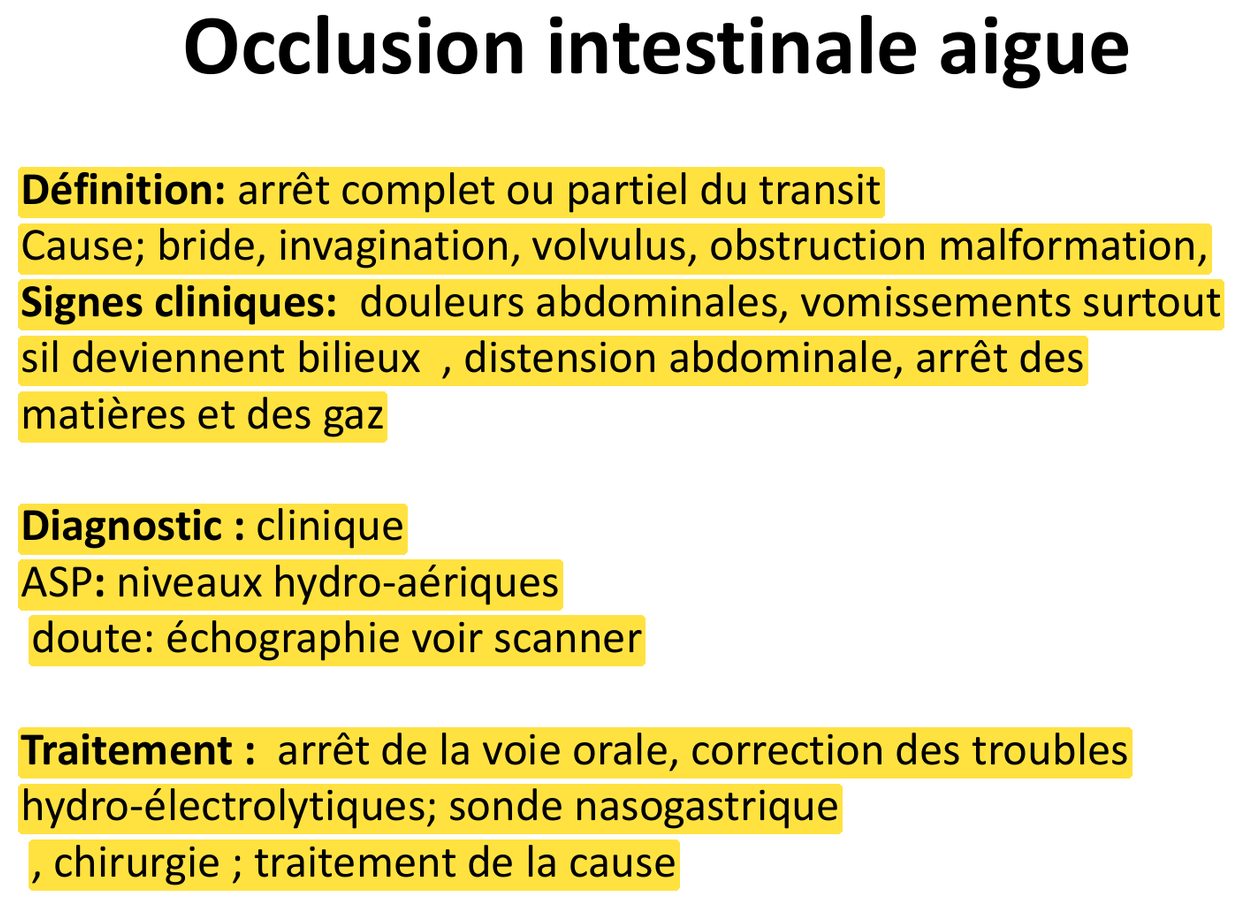 Occlusion intestinale aigue
Définition: arrêt complet ou partiel du transit
Cause; bride, invagination, volvulus, obstruction malformation,
Signes cliniques:  douleurs abdominales, vomissements surtout
sil deviennent bilieux  , distension abdominale, arrêt des
matières et des gaz
Diagnostic : clinique
ASP: niveaux hydro-aériques
doute: échographie voir scanner
Traitement :  arrêt de la voie orale, correction des troubles
hydro-électrolytiques; sonde nasogastrique
, chirurgie ; traitement de la cause